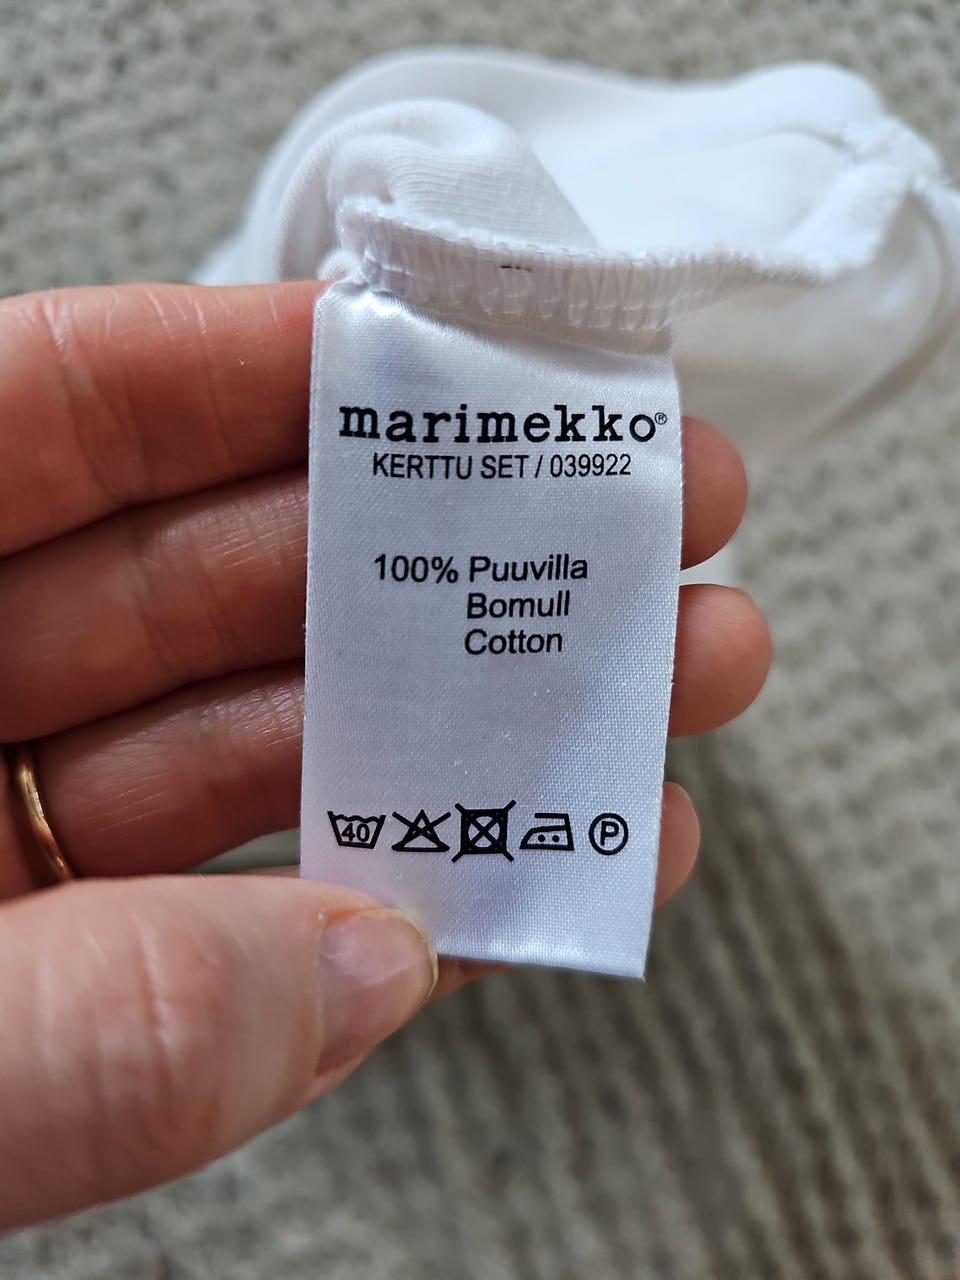 marimekko®
KERTTU SET / 039922
100% Puuvilla
Bomull
Cotton
40 P